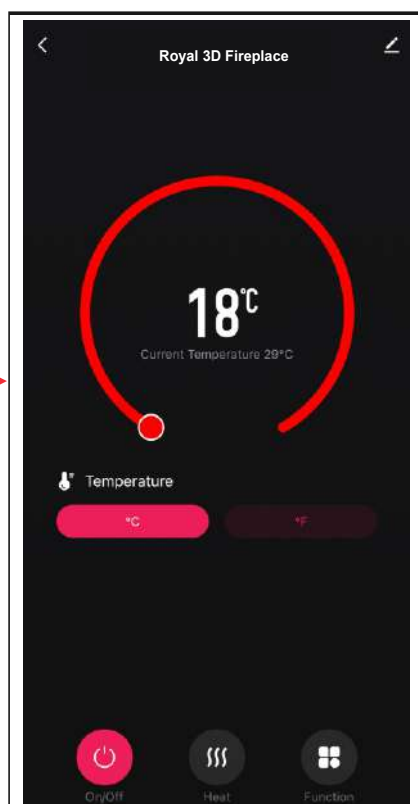 Royal 3D Fireplace
18°C
Current Temperature 29°C
Temperature
°C
°F
On/Off
Heat
Function